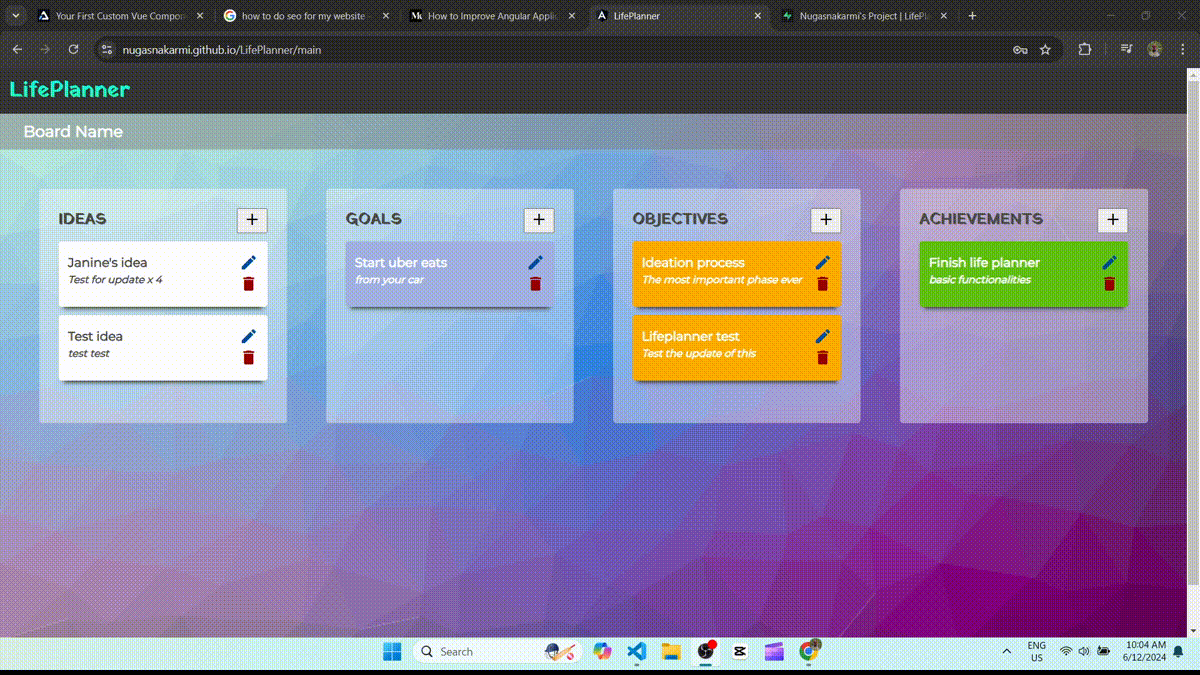 Your First Custom Vue Compon
how to do seo for my website -
How to Improve Angular Applic
LifePlanner
Nugasnakarmi's Project | LifePl
nugasnakarmi.github.io/LifePlanner/main
LifePlanner
Board Name
IDEAS
Janine's idea
Test for update x 4
Test idea
test test
GOALS
Start uber eats
from your car
OBJECTIVES
Ideation process
The most important phase ever
Lifeplanner test
Test the update of this
ACHIEVEMENTS
Finish life planner
basic functionalities
Search
ENG
US
10:04 AM
6/12/2024